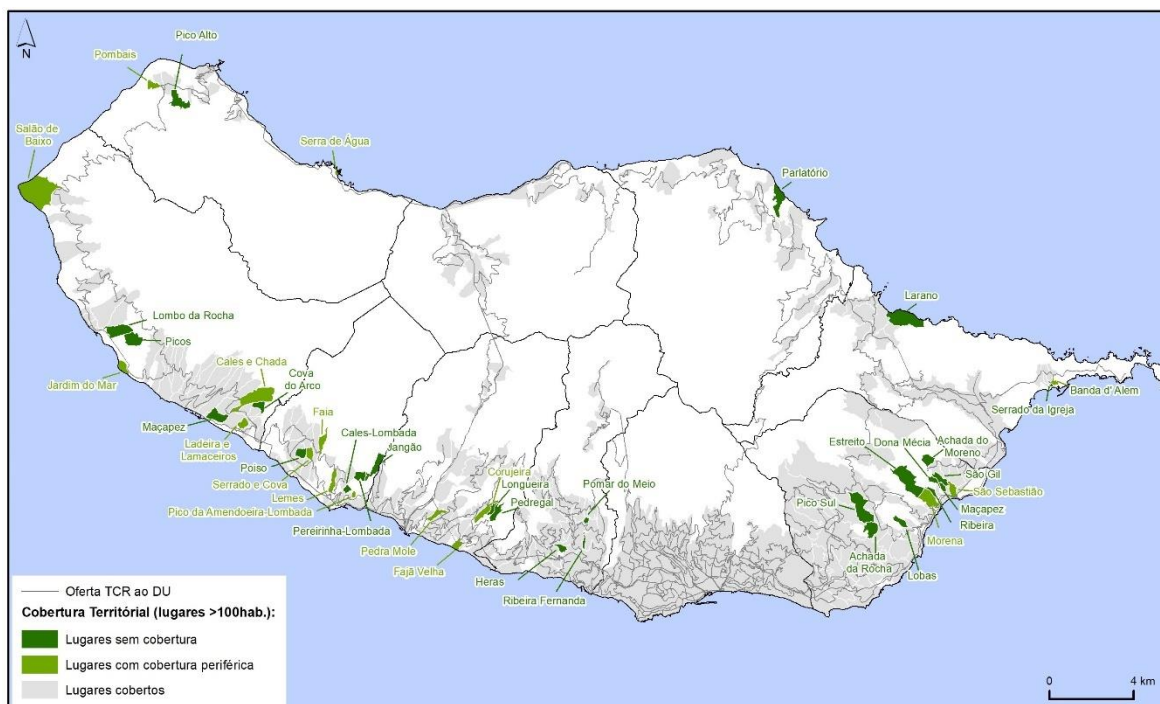 N
Pico Alto
Pombais
Salão de
Baixo
Serra de Água
Parlatório
Larano
Lombo da Rocha
Picos
Jardim do Mar
Cales e Chada
Cova
do Arco
Maçapez
Faia
Ladeira e
Lamaceiros
Cales-Lombada
Jangão
Poiso
Serrado e Cova
Lemes
Pico da Amendoeira-Lombada
Pereirinha-Lombada
Corujeira
Longueira
Pedregal
Pomar do Meio
Pedra Mole
Fajã Velha
Heras
Ribeira Fernanda
Banda d' Alem
Serrado da Igreja
Estreito
Dona Mécia
Achada do
Moreno
São Gil
São Sebastião
Maçapez
Ribeira
Morena
Pico Sul
Achada
da Rocha
Lobas
Oferta TCR ao DU
Cobertura Territórial (lugares >100hab.):
Lugares sem cobertura
Lugares com cobertura periférica
Lugares cobertos
0 4 km